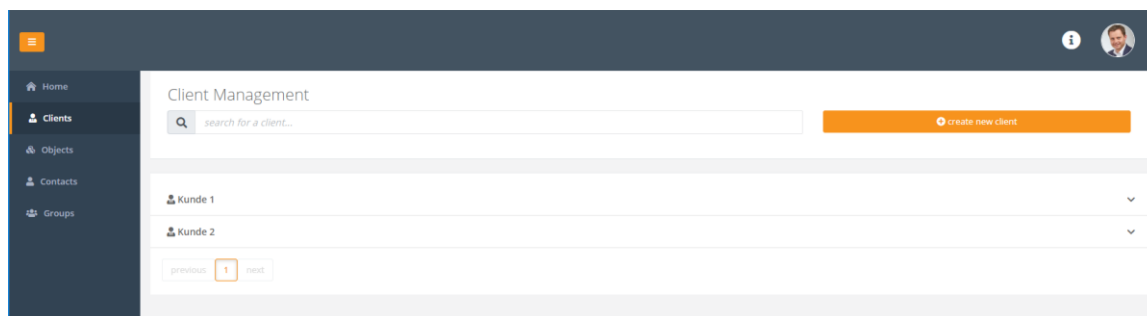 Home
Clients
Objects
Contacts
Groups
Client Management
search for a client...
create new client
Kunde 1
Kunde 2
previous 1 next